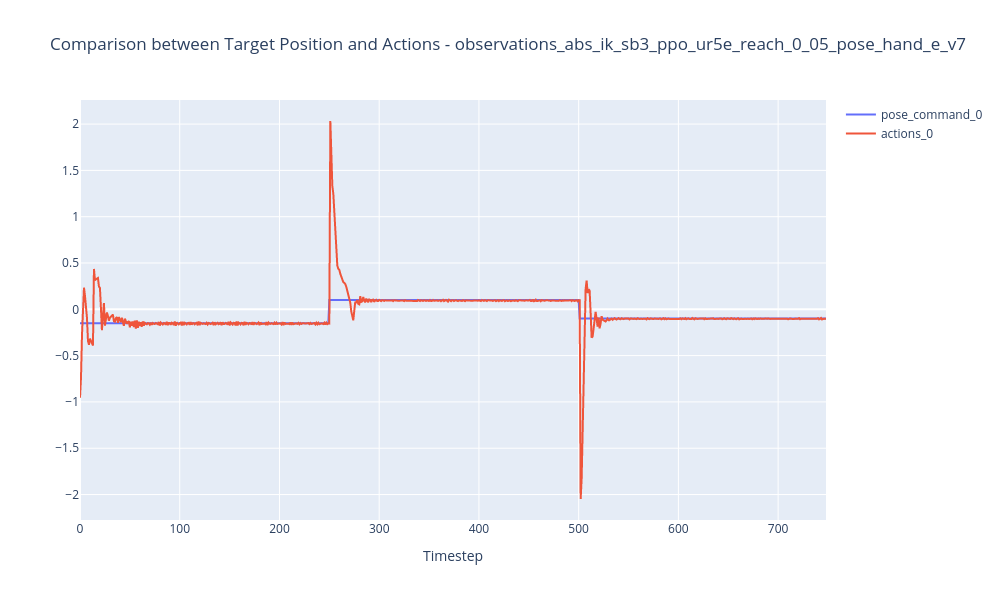 Comparison between Target Position and Actions - observations_abs_ik_sb3_ppo_ur5e_reach_0_05_pose_hand_e_v7
pose_command_0
actions_0
2
1.5
1
0.5
0
−0.5
−1
−1.5
−2
0 100 200 300 400 500 600 700
Timestep